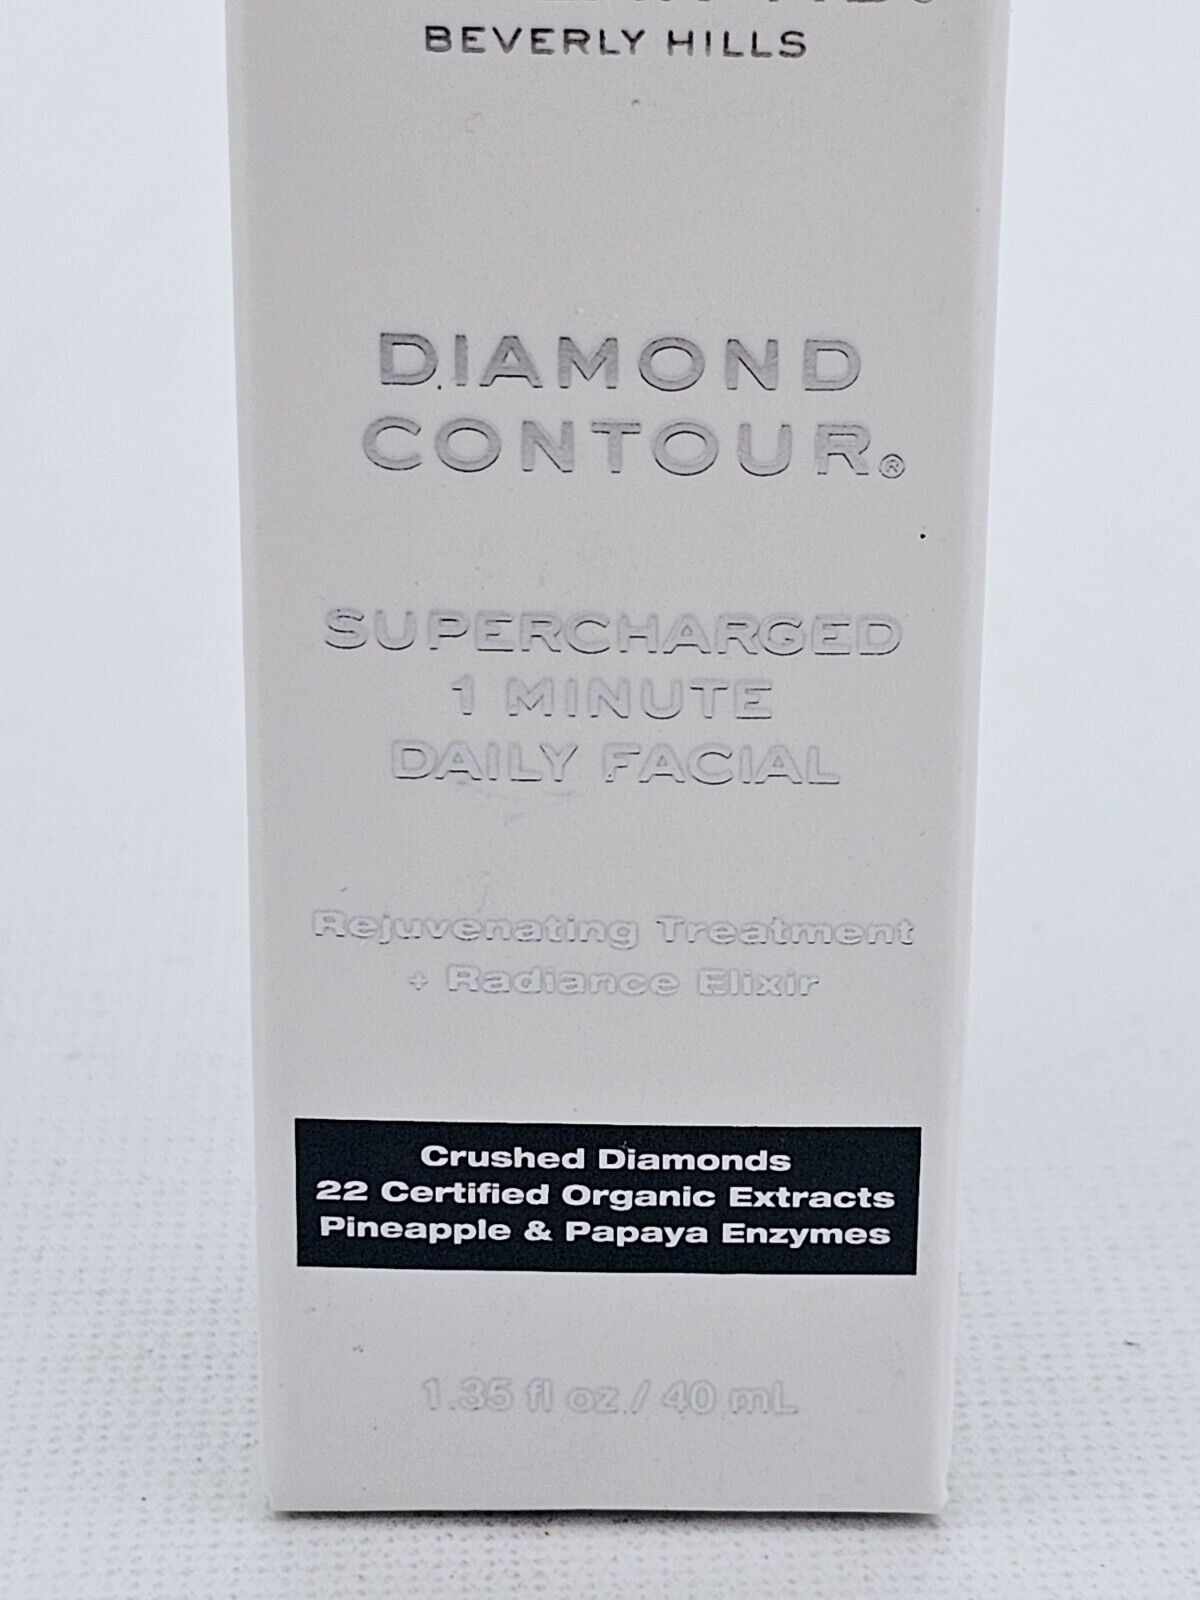 BEVERLY HILLS
DIAMOND
CONTOUR®
SUPERCHARGED
1 MINUTE
DAILY FACIAL
Rejuvenating Treatment
+ Radiance Elixir
Crushed Diamonds
22 Certified Organic Extracts
Pineapple & Papaya Enzymes
1.35 fl oz / 40 mL